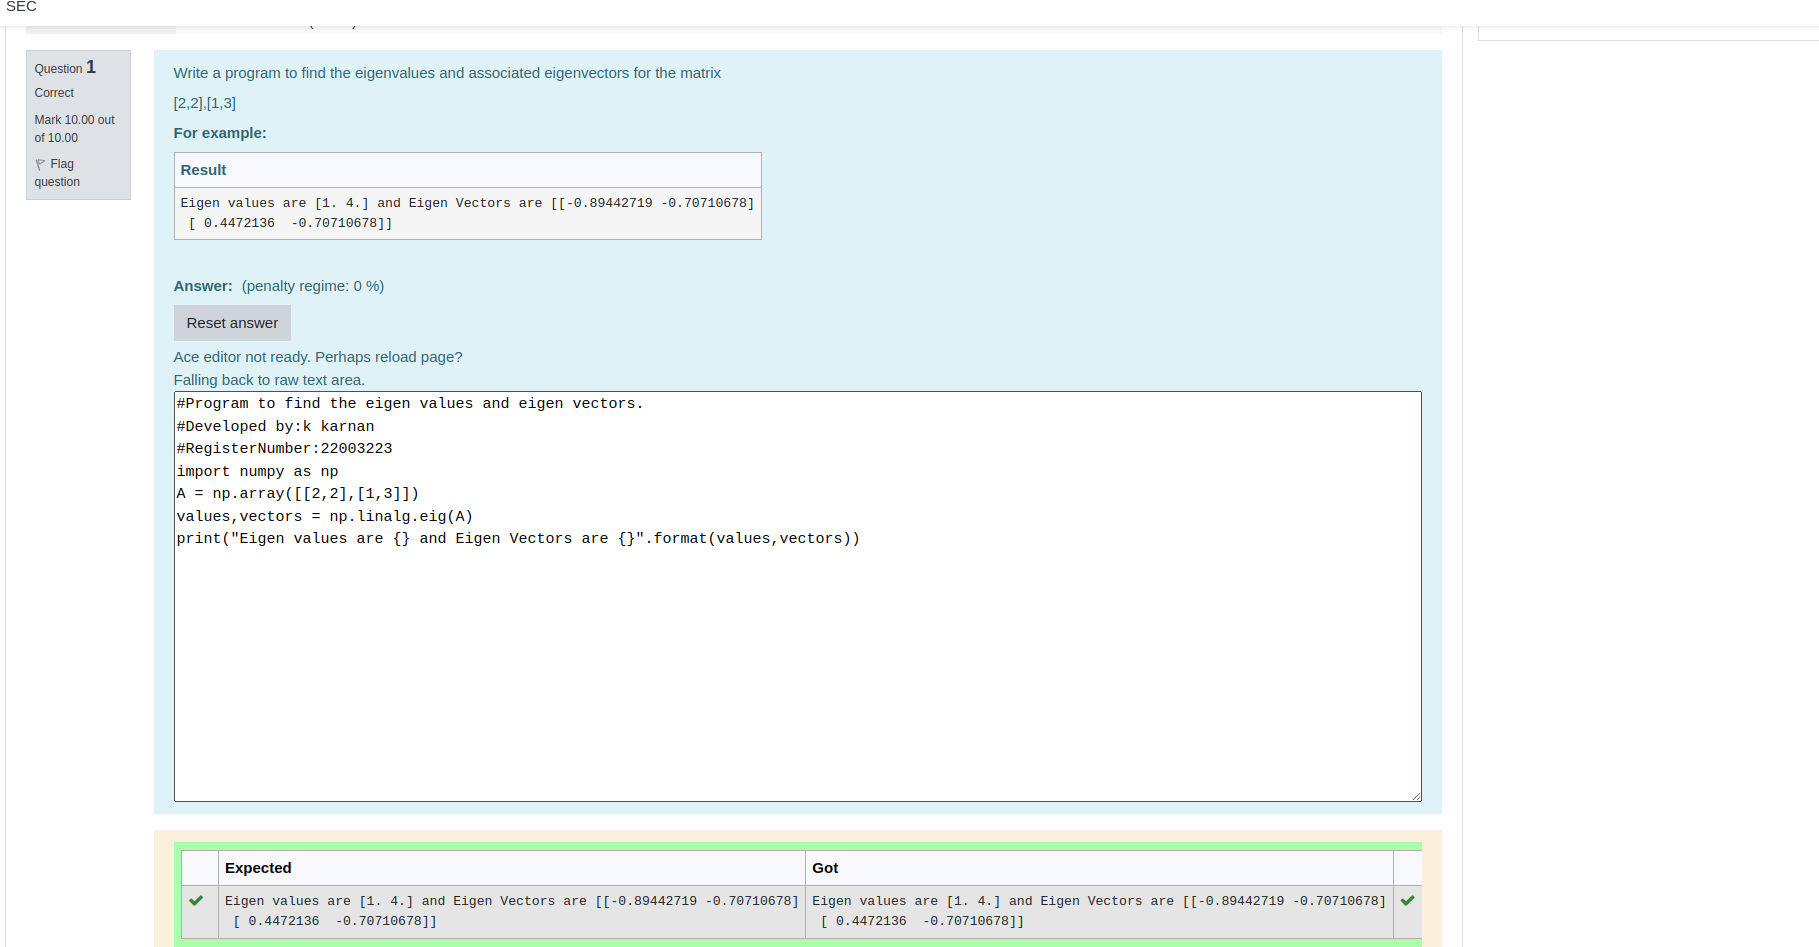 SEC
Question 1
Correct
Mark 10.00 out
of 10.00
Flag
question
Write a program to find the eigenvalues and associated eigenvectors for the matrix
[2,2],[1,3]
For example:
Result
Eigen values are [1. 4.] and Eigen Vectors are [[-0.89442719 -0.70710678]
[ 0.4472136  -0.70710678]]
Answer: (penalty regime: 0 %)
Reset answer
Ace editor not ready. Perhaps reload page?
Falling back to raw text area.
#Program to find the eigen values and eigen vectors.
#Developed by:k karnan
#RegisterNumber:22003223
import numpy as np
A = np.array([[2,2],[1,3]])
values,vectors = np.linalg.eig(A)
print("Eigen values are {} and Eigen Vectors are {}".format(values,vectors))
Expected Got
Eigen values are [1. 4.] and Eigen Vectors are [[-0.89442719 -0.70710678] Eigen values are [1. 4.] and Eigen Vectors are [[-0.89442719 -0.70710678]
[ 0.4472136  -0.70710678]] [ 0.4472136  -0.70710678]]